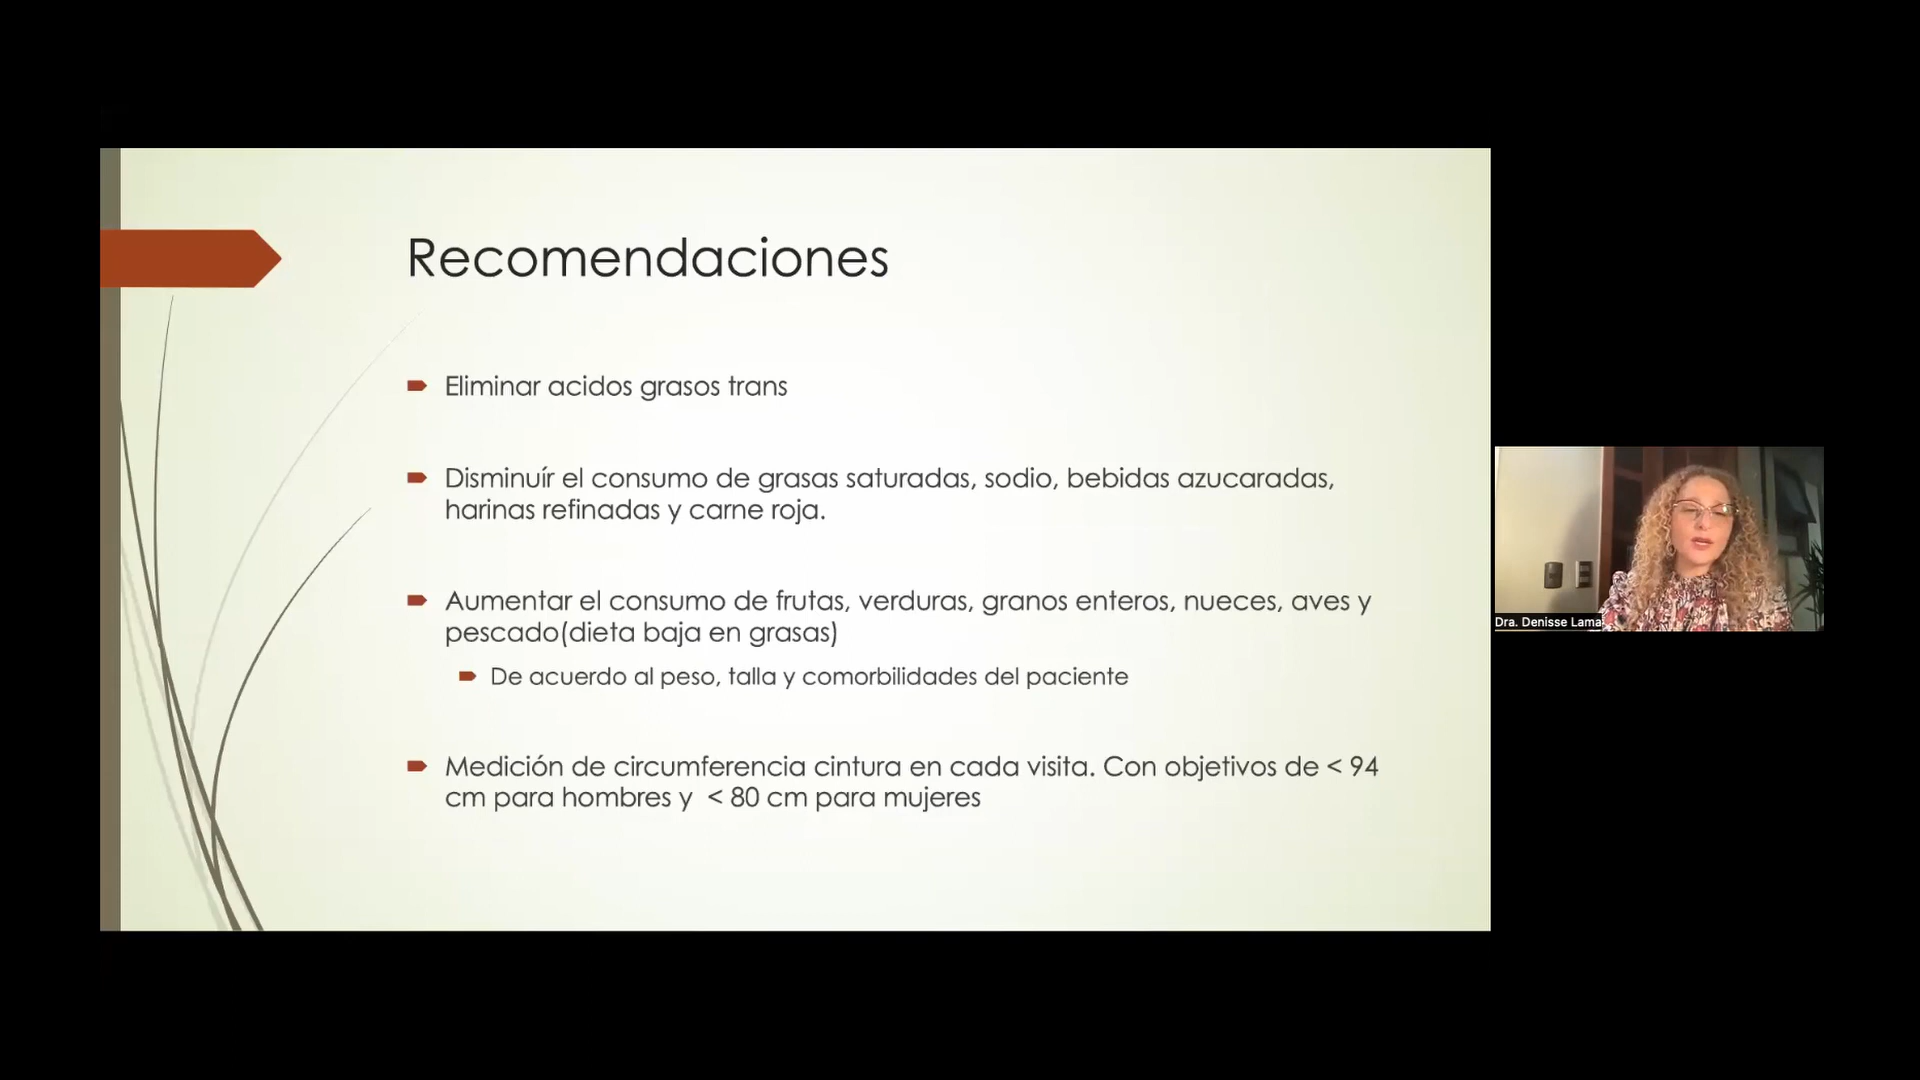 Recomendaciones
Eliminar acidos grasos trans
Disminuír el consumo de grasas saturadas, sodio, bebidas azucaradas,
harinas refinadas y carne roja.
Aumentar el consumo de frutas, verduras, granos enteros, nueces, aves y
pescado(dieta baja en grasas)
De acuerdo al peso, talla y comorbilidades del paciente
Medición de circumferencia cintura en cada visita. Con objetivos de < 94
cm para hombres y < 80 cm para mujeres
Dra. Denisse Lama